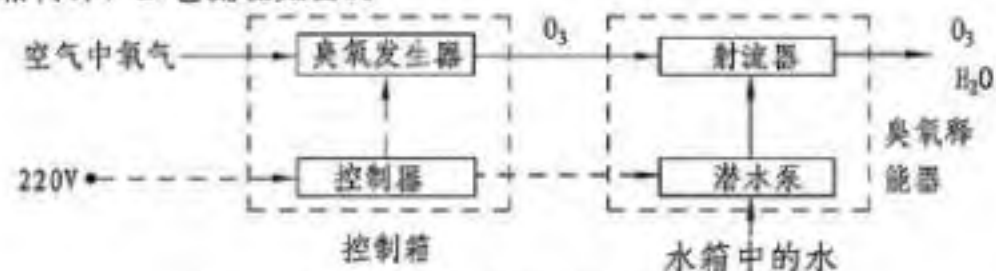 空气中氧气
臭氧发生器
O₃
射流器
O₃
H₂O
220V
控制器
潜水泵
臭氧释
能器
控制箱
水箱中的水